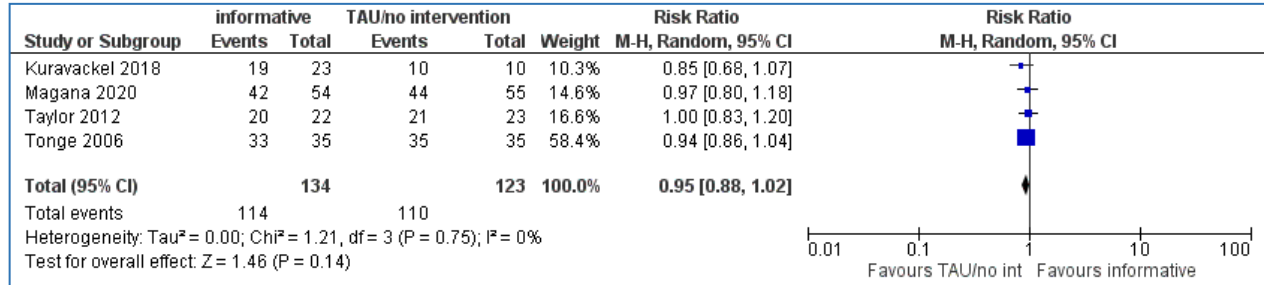 informative TAU/no intervention Risk Ratio Risk Ratio
Study or Subgroup Events Total Events Total Weight M-H, Random, 95% CI M-H, Random, 95% CI
Kuravackel 2018 19 23 10 10 10.3% 0.85 [0.68, 1.07]
Magana 2020 42 54 44 55 14.6% 0.97 [0.80, 1.18]
Taylor 2012 20 22 21 23 16.6% 1.00 [0.83, 1.20]
Tonge 2006 33 35 35 35 58.4% 0.94 [0.86, 1.04]
Total (95% CI) 134 123 100.0% 0.95 [0.88, 1.02]
Total events 114 110
Heterogeneity: Tau² = 0.00; Chi² = 1.21, df = 3 (P = 0.75); I² = 0%
Test for overall effect: Z = 1.46 (P = 0.14)
0.01 0.1 1 10 100
Favours TAU/no int Favours informative